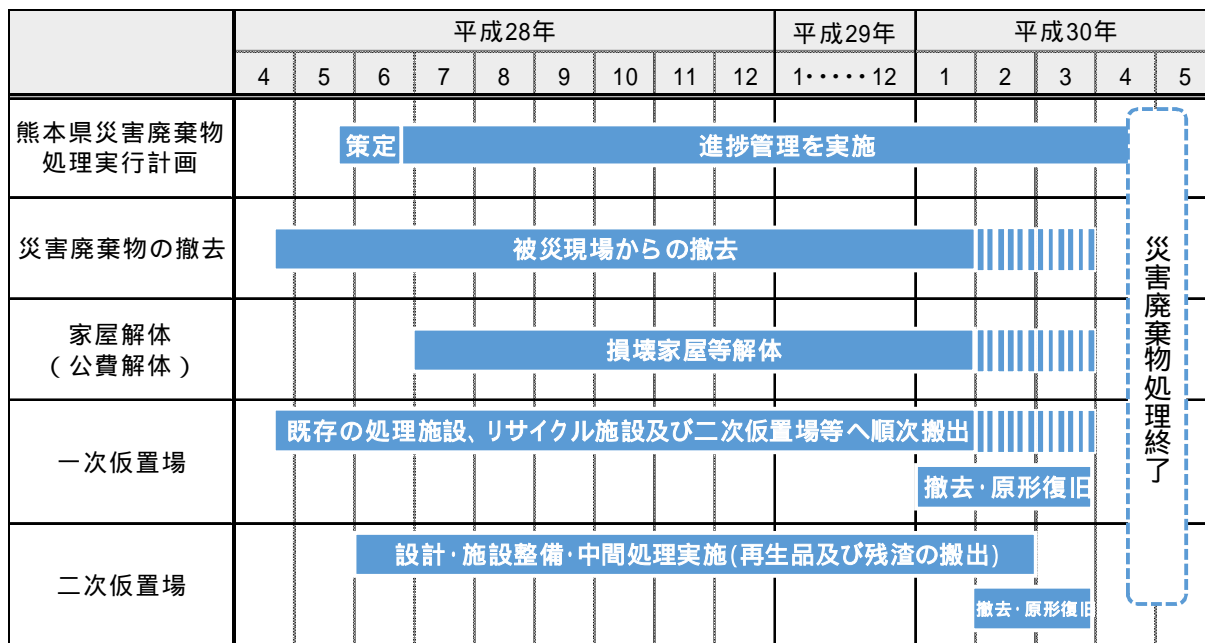 平成28年
平成29年
平成30年
4 5 6 7 8 9 10 11 12 1・・・・・12 1 2 3 4 5
熊本県災害廃棄物
処理実行計画
策定
進捗管理を実施
災害廃棄物の撤去
被災現場からの撤去
家屋解体
(公費解体)
損壊家屋等解体
一次仮置場
既存の処理施設、リサイクル施設及び二次仮置場等へ順次搬出
撤去・原形復旧
二次仮置場
設計・施設整備・中間処理実施(再生品及び残渣の搬出)
撤去・原形復旧
災害廃棄物処理終了